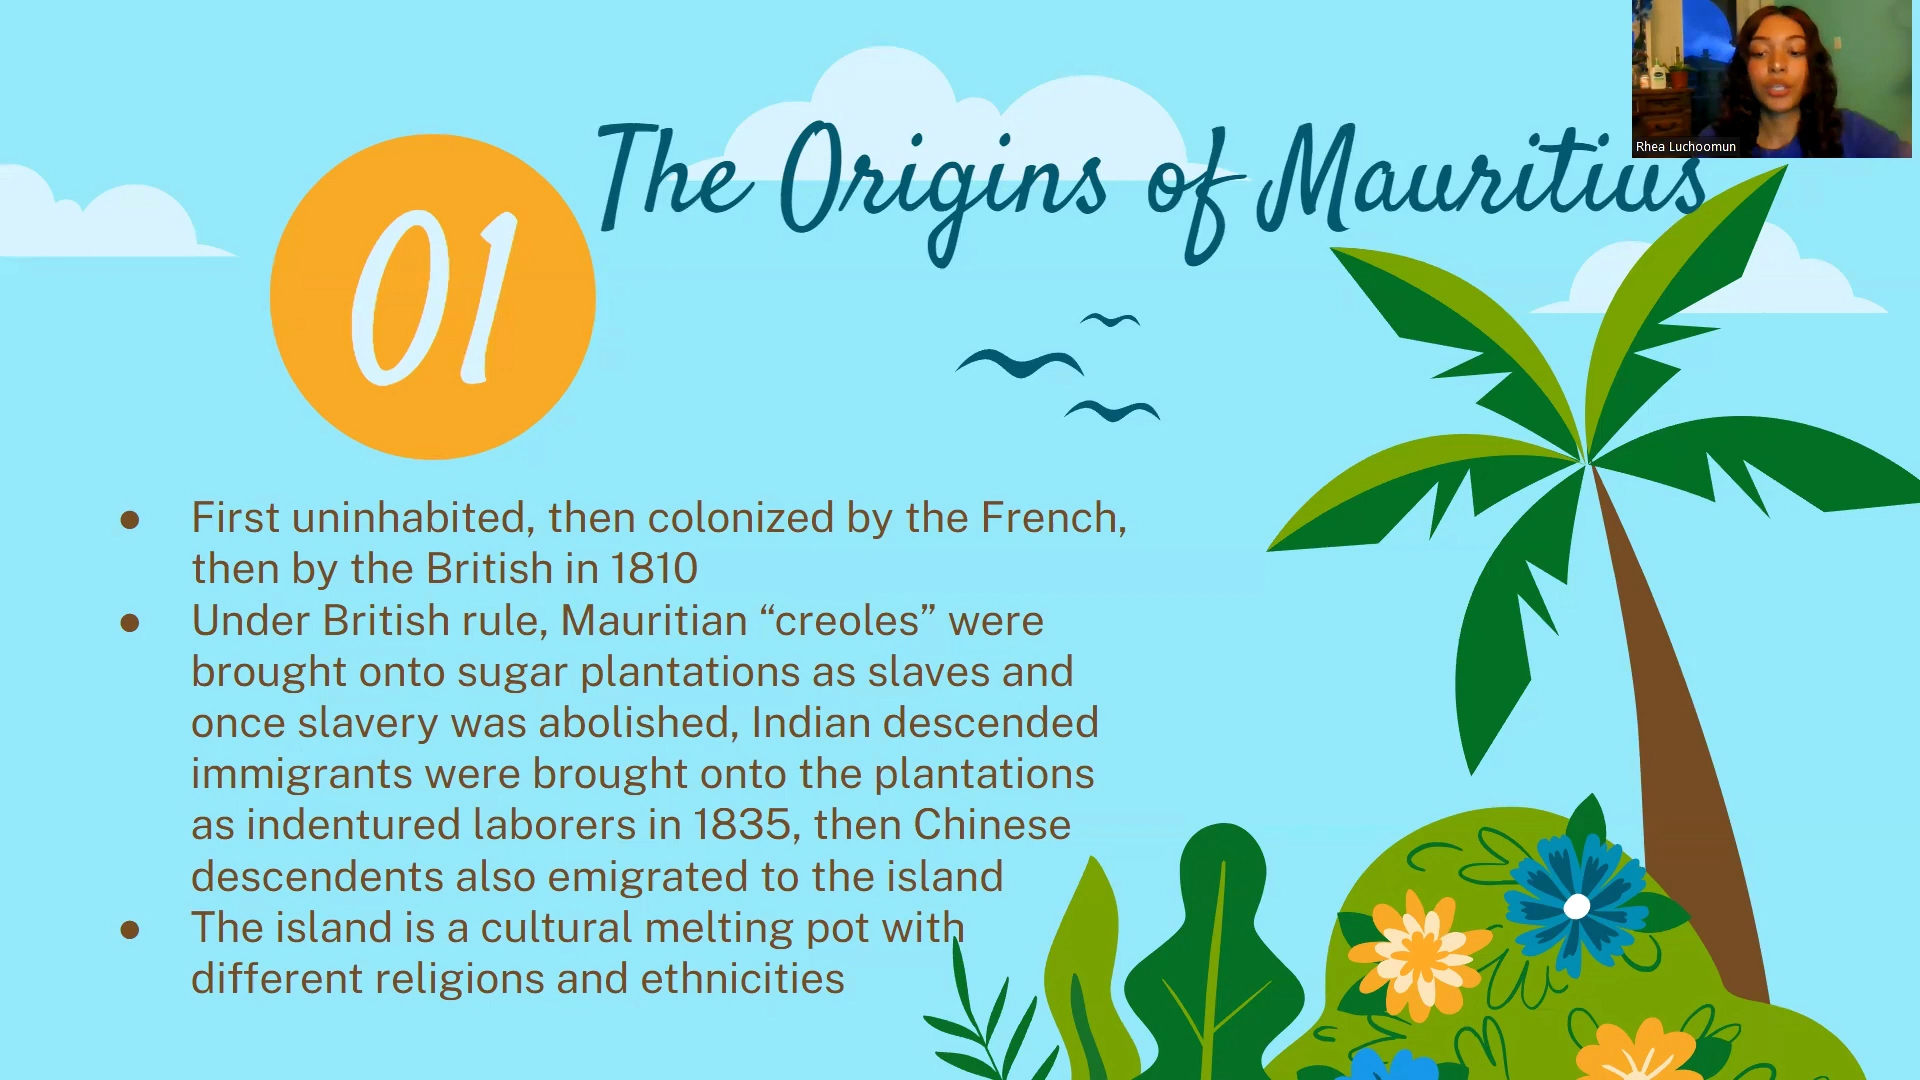 Rhea Luchoomun
The Origins of Mauritius
01
● First uninhabited, then colonized by the French,
then by the British in 1810
● Under British rule, Mauritian “creoles” were
brought onto sugar plantations as slaves and
once slavery was abolished, Indian descended
immigrants were brought onto the plantations
as indentured laborers in 1835, then Chinese
descendents also emigrated to the island
● The island is a cultural melting pot with
different religions and ethnicities